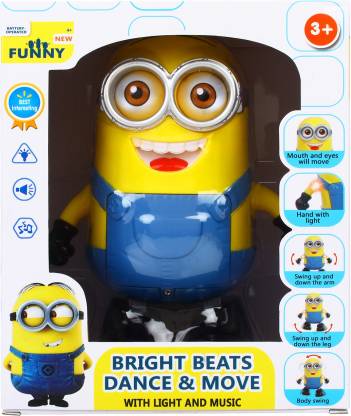 BATTERY-
OPERATED
NEW
FUNNY
3+
BEST
Interesting
Mouth and eyes
will move
Hand with
light
Swing up and
down the arm
Swing up and
down the leg
Body swing
BRIGHT BEATS
DANCE & MOVE
WITH LIGHT AND MUSIC